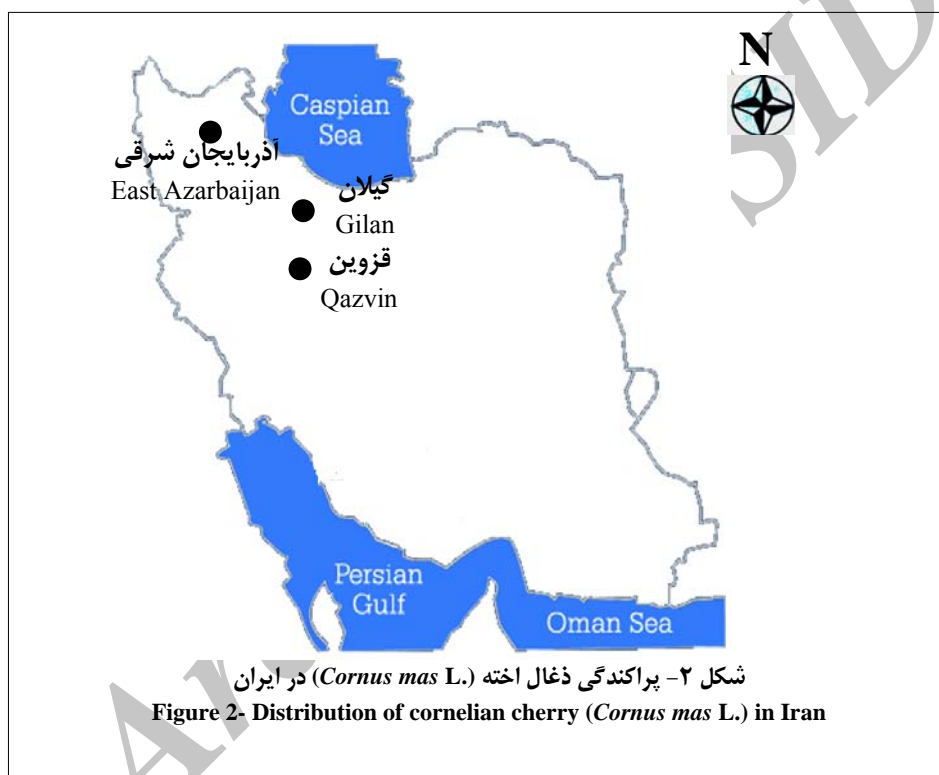 N
Caspian
Sea
آذربایجان شرقی
East Azarbaijan
گیلان
Gilan
قزوین
Qazvin
Persian
Gulf
Oman Sea
شکل ۲- پراکندگی ذغال اخته (Cornus mas L.) در ایران
Figure 2- Distribution of cornelian cherry (Cornus mas L.) in Iran